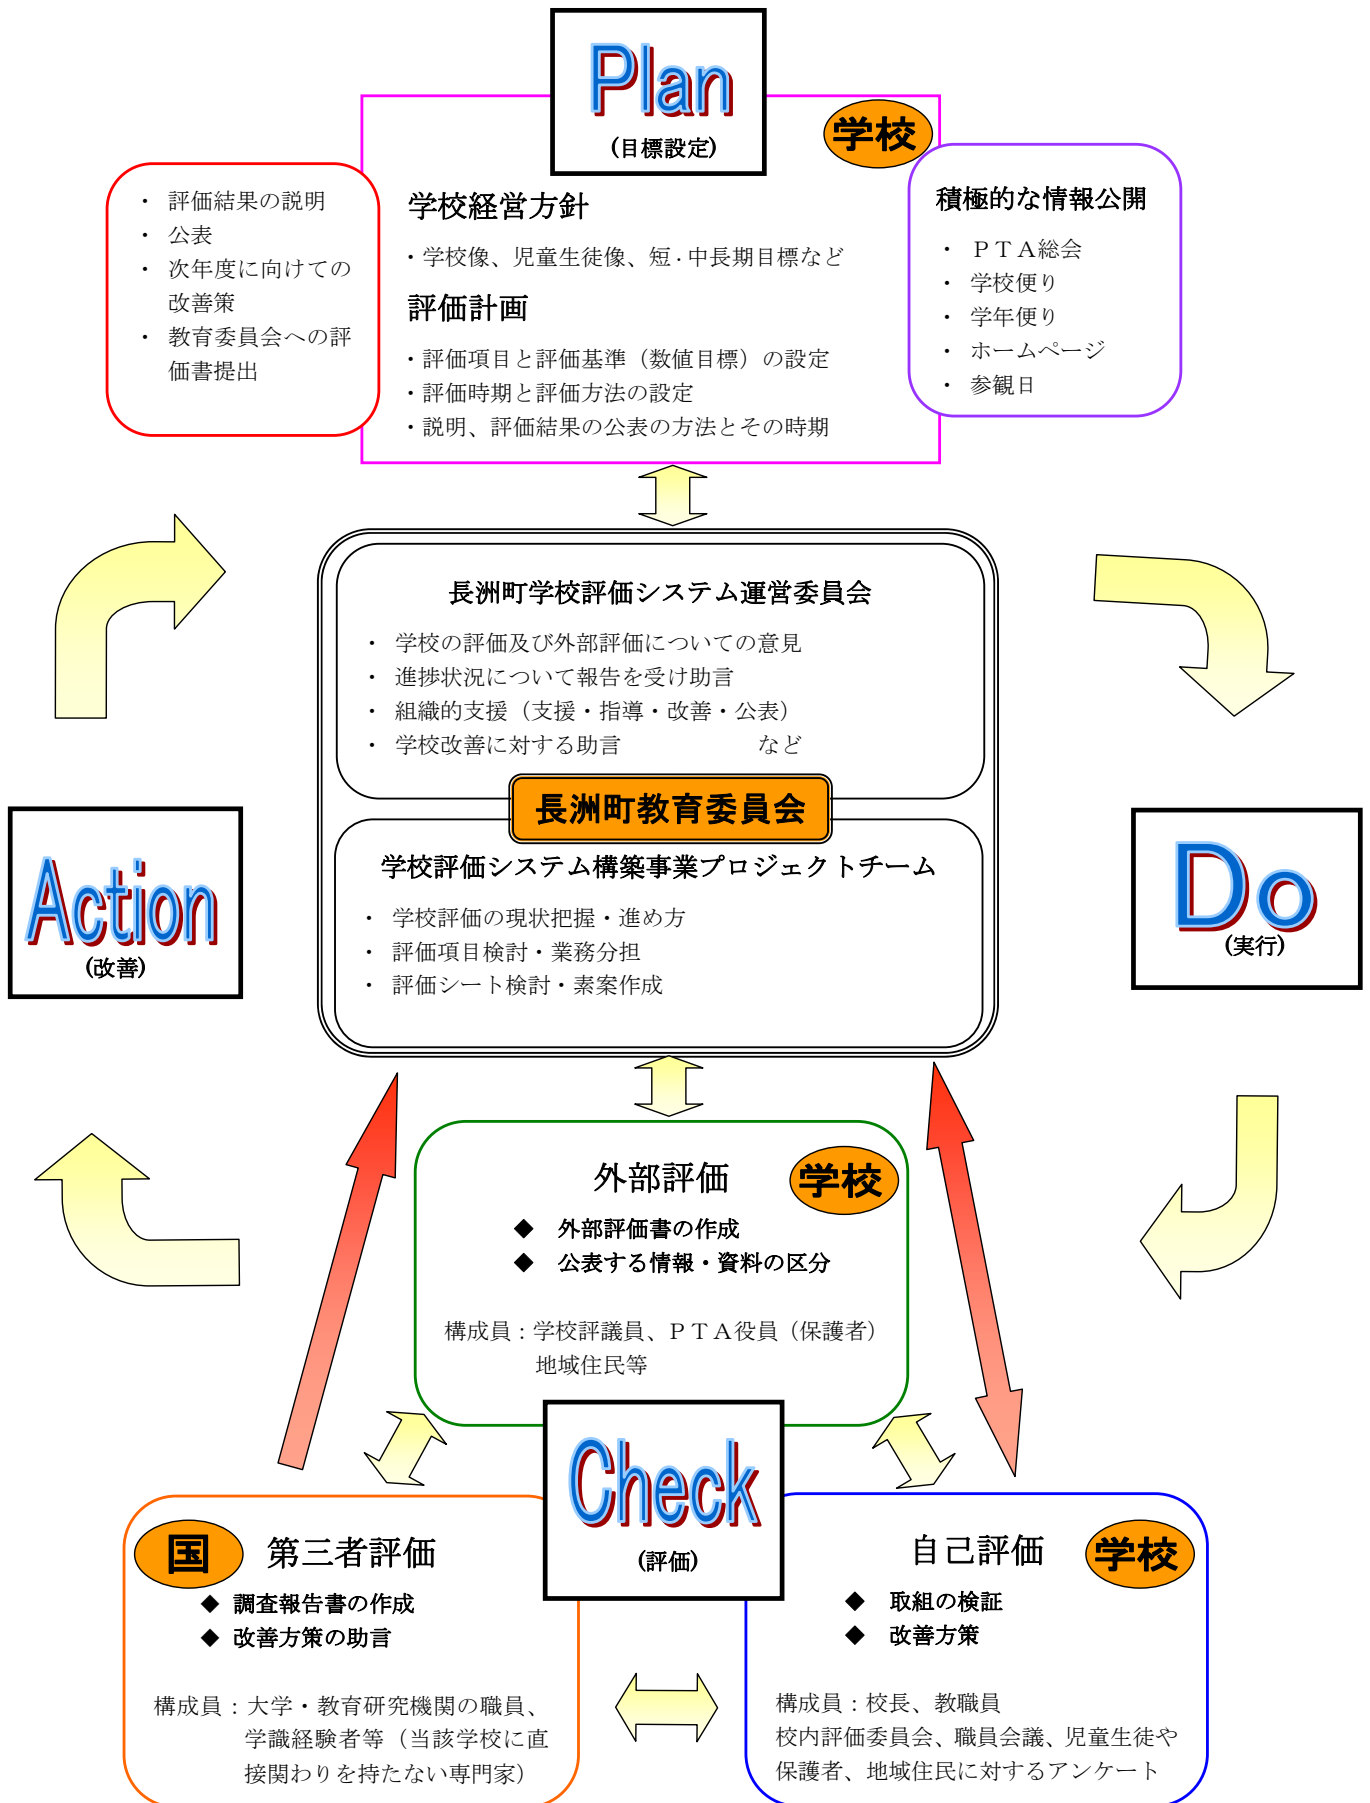 Plan
(目標設定)
学校
・ 評価結果の説明
・ 公表
・ 次年度に向けての
改善策
・ 教育委員会への評
価書提出
学校経営方針
・学校像、児童生徒像、短・中長期目標など
評価計画
・評価項目と評価基準（数値目標）の設定
・評価時期と評価方法の設定
・説明、評価結果の公表の方法とその時期
積極的な情報公開
・ ＰＴＡ総会
・ 学校便り
・ 学年便り
・ ホームページ
・ 参観日
長洲町学校評価システム運営委員会
・ 学校の評価及び外部評価についての意見
・ 進捗状況について報告を受け助言
・ 組織的支援（支援・指導・改善・公表）
・ 学校改善に対する助言　　　　　　など
長洲町教育委員会
学校評価システム構築事業プロジェクトチーム
・ 学校評価の現状把握・進め方
・ 評価項目検討・業務分担
・ 評価シート検討・素案作成
Action
(改善)
Do
(実行)
外部評価
学校
◆ 外部評価書の作成
◆ 公表する情報・資料の区分
構成員：学校評議員、ＰＴＡ役員（保護者）
地域住民等
Check
(評価)
国
第三者評価
◆ 調査報告書の作成
◆ 改善方策の助言
構成員：大学・教育研究機関の職員、
学識経験者等（当該学校に直
接関わりを持たない専門家）
自己評価
学校
◆ 取組の検証
◆ 改善方策
構成員：校長、教職員
校内評価委員会、職員会議、児童生徒や
保護者、地域住民に対するアンケート